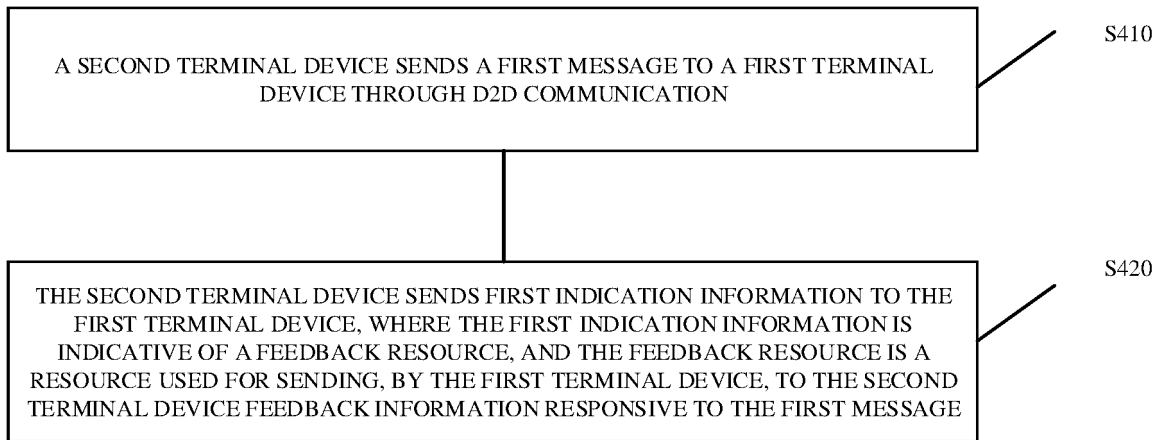 A SECOND TERMINAL DEVICE SENDS A FIRST MESSAGE TO A FIRST TERMINAL
DEVICE THROUGH D2D COMMUNICATION
S410
THE SECOND TERMINAL DEVICE SENDS FIRST INDICATION INFORMATION TO THE
FIRST TERMINAL DEVICE, WHERE THE FIRST INDICATION INFORMATION IS
INDICATIVE OF A FEEDBACK RESOURCE, AND THE FEEDBACK RESOURCE IS A
RESOURCE USED FOR SENDING, BY THE FIRST TERMINAL DEVICE, TO THE SECOND
TERMINAL DEVICE FEEDBACK INFORMATION RESPONSIVE TO THE FIRST MESSAGE
S420